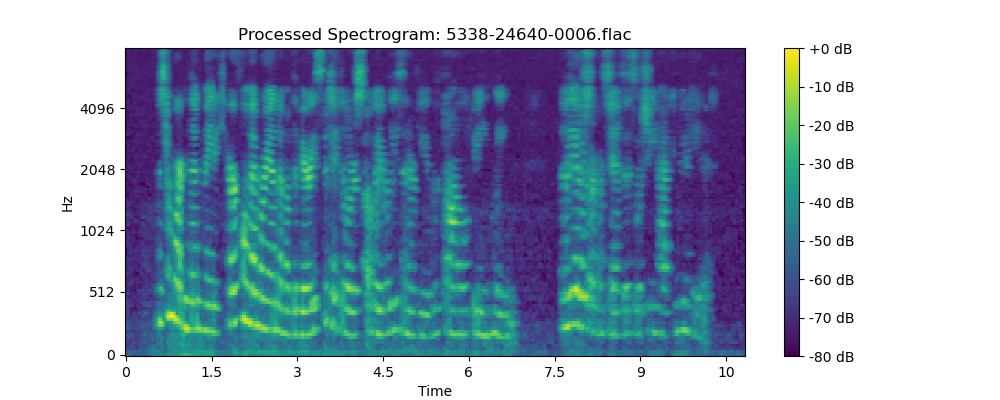 Processed Spectrogram: 5338-24640-0006.flac
Hz
4096
2048
1024
512
0
0 1.5 3 4.5 6 7.5 9 10
Time
+0 dB
-10 dB
-20 dB
-30 dB
-40 dB
-50 dB
-60 dB
-70 dB
-80 dB